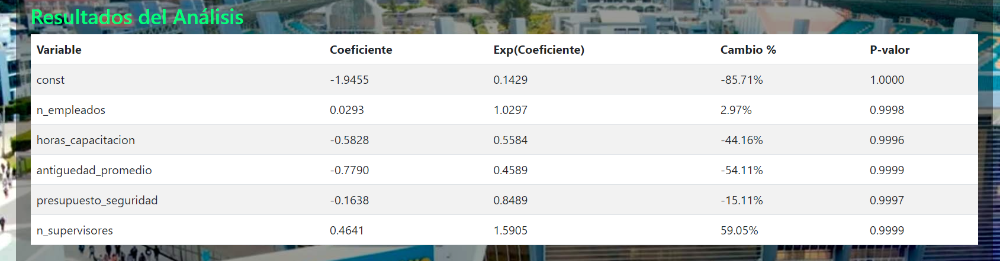 Resultados del Análisis
Variable Coeficiente Exp(Coeficiente) Cambio % P-valor
const -1.9455 0.1429 -85.71% 1.0000
n_empleados 0.0293 1.0297 2.97% 0.9998
horas_capacitacion -0.5828 0.5584 -44.16% 0.9996
antiguedad_promedio -0.7790 0.4589 -54.11% 0.9999
presupuesto_seguridad -0.1638 0.8489 -15.11% 0.9997
n_supervisores 0.4641 1.5905 59.05% 0.9999